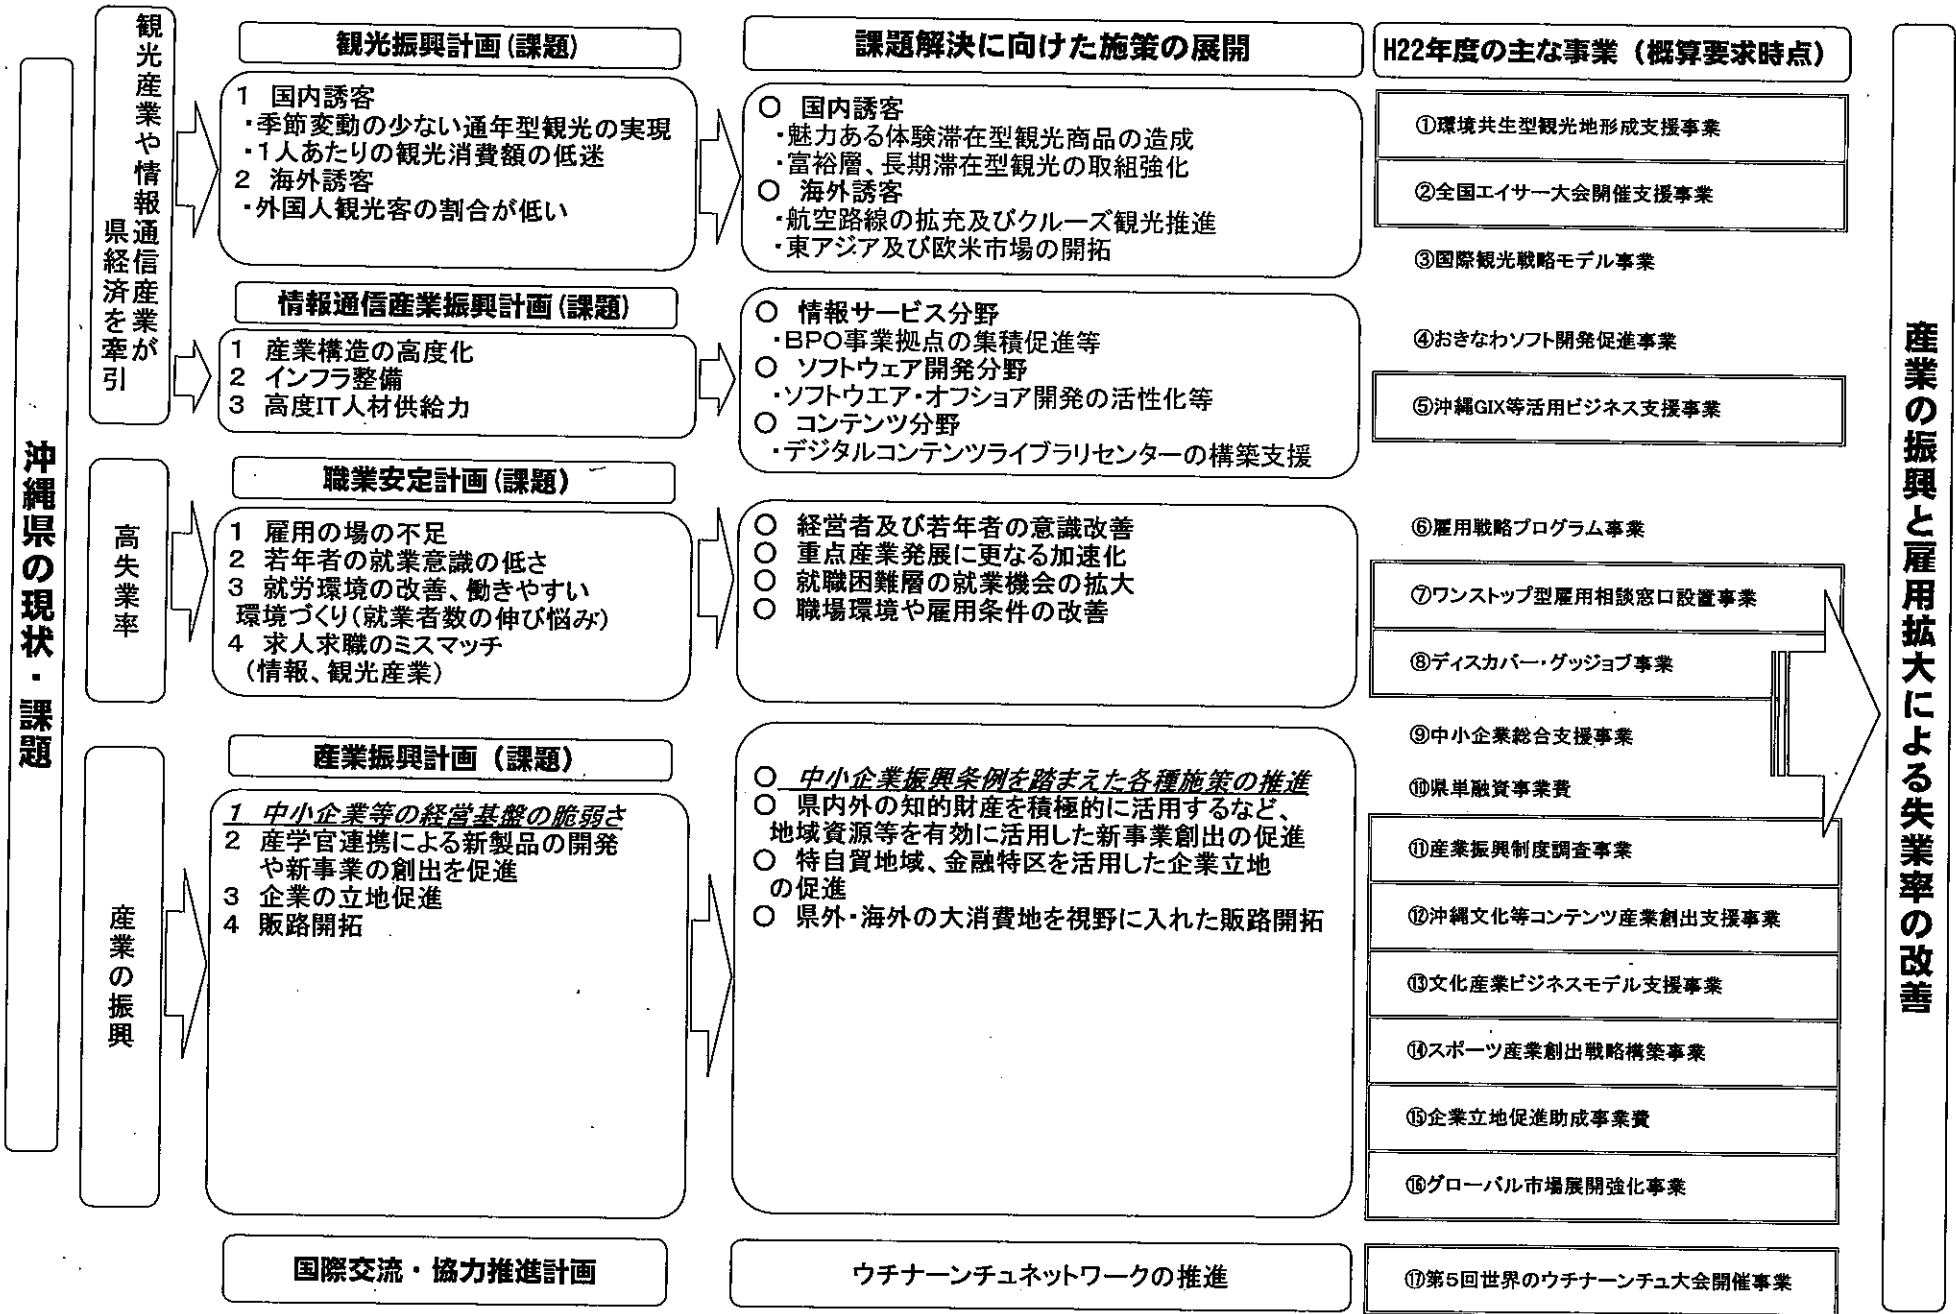 沖縄県の現状・課題
観光産業や情報通信産業が
県経済を牽引
観光振興計画(課題)
1 国内誘客
・季節変動の少ない通年型観光の実現
・1人あたりの観光消費額の低迷
2 海外誘客
・外国人観光客の割合が低い
情報通信産業振興計画(課題)
1 産業構造の高度化
2 インフラ整備
3 高度IT人材供給力
高失業率
職業安定計画(課題)
1 雇用の場の不足
2 若年者の就業意識の低さ
3 就労環境の改善、働きやすい
環境づくり(就業者数の伸び悩み)
4 求人求職のミスマッチ
(情報、観光産業)
産業の振興
産業振興計画(課題)
1 中小企業等の経営基盤の脆弱さ
2 産学官連携による新製品の開発
や新事業の創出を促進
3 企業の立地促進
4 販路開拓
国際交流・協力推進計画
課題解決に向けた施策の展開
○ 国内誘客
・魅力ある体験滞在型観光商品の造成
・富裕層、長期滞在型観光の取組強化
○ 海外誘客
・航空路線の拡充及びクルーズ観光推進
・東アジア及び欧米市場の開拓
○ 情報サービス分野
・BPO事業拠点の集積促進等
○ ソフトウェア開発分野
・ソフトウエア・オフショア開発の活性化等
○ コンテンツ分野
・デジタルコンテンツライブラリセンターの構築支援
○ 経営者及び若年者の意識改善
○ 重点産業発展に更なる加速化
○ 就職困難層の就業機会の拡大
○ 職場環境や雇用条件の改善
○ 中小企業振興条例を踏まえた各種施策の推進
○ 県内外の知的財産を積極的に活用するなど、
地域資源等を有効に活用した新事業創出の促進
○ 特自貿地域、金融特区を活用した企業立地
の促進
○ 県外・海外の大消費地を視野に入れた販路開拓
ウチナーンチュネットワークの推進
H22年度の主な事業(概算要求時点)
①環境共生型観光地形成支援事業
②全国エイサー大会開催支援事業
③国際観光戦略モデル事業
④おきなわソフト開発促進事業
⑤沖縄GIX等活用ビジネス支援事業
⑥雇用戦略プログラム事業
⑦ワンストップ型雇用相談窓口設置事業
⑧ディスカバー・グッジョブ事業
⑨中小企業総合支援事業
⑩県単融資事業費
⑪産業振興制度調査事業
⑫沖縄文化等コンテンツ産業創出支援事業
⑬文化産業ビジネスモデル支援事業
⑭スポーツ産業創出戦略構築事業
⑮企業立地促進助成事業費
⑯グローバル市場展開強化事業
⑰第5回世界のウチナーンチュ大会開催事業
産業の振興と雇用拡大による失業率の改善